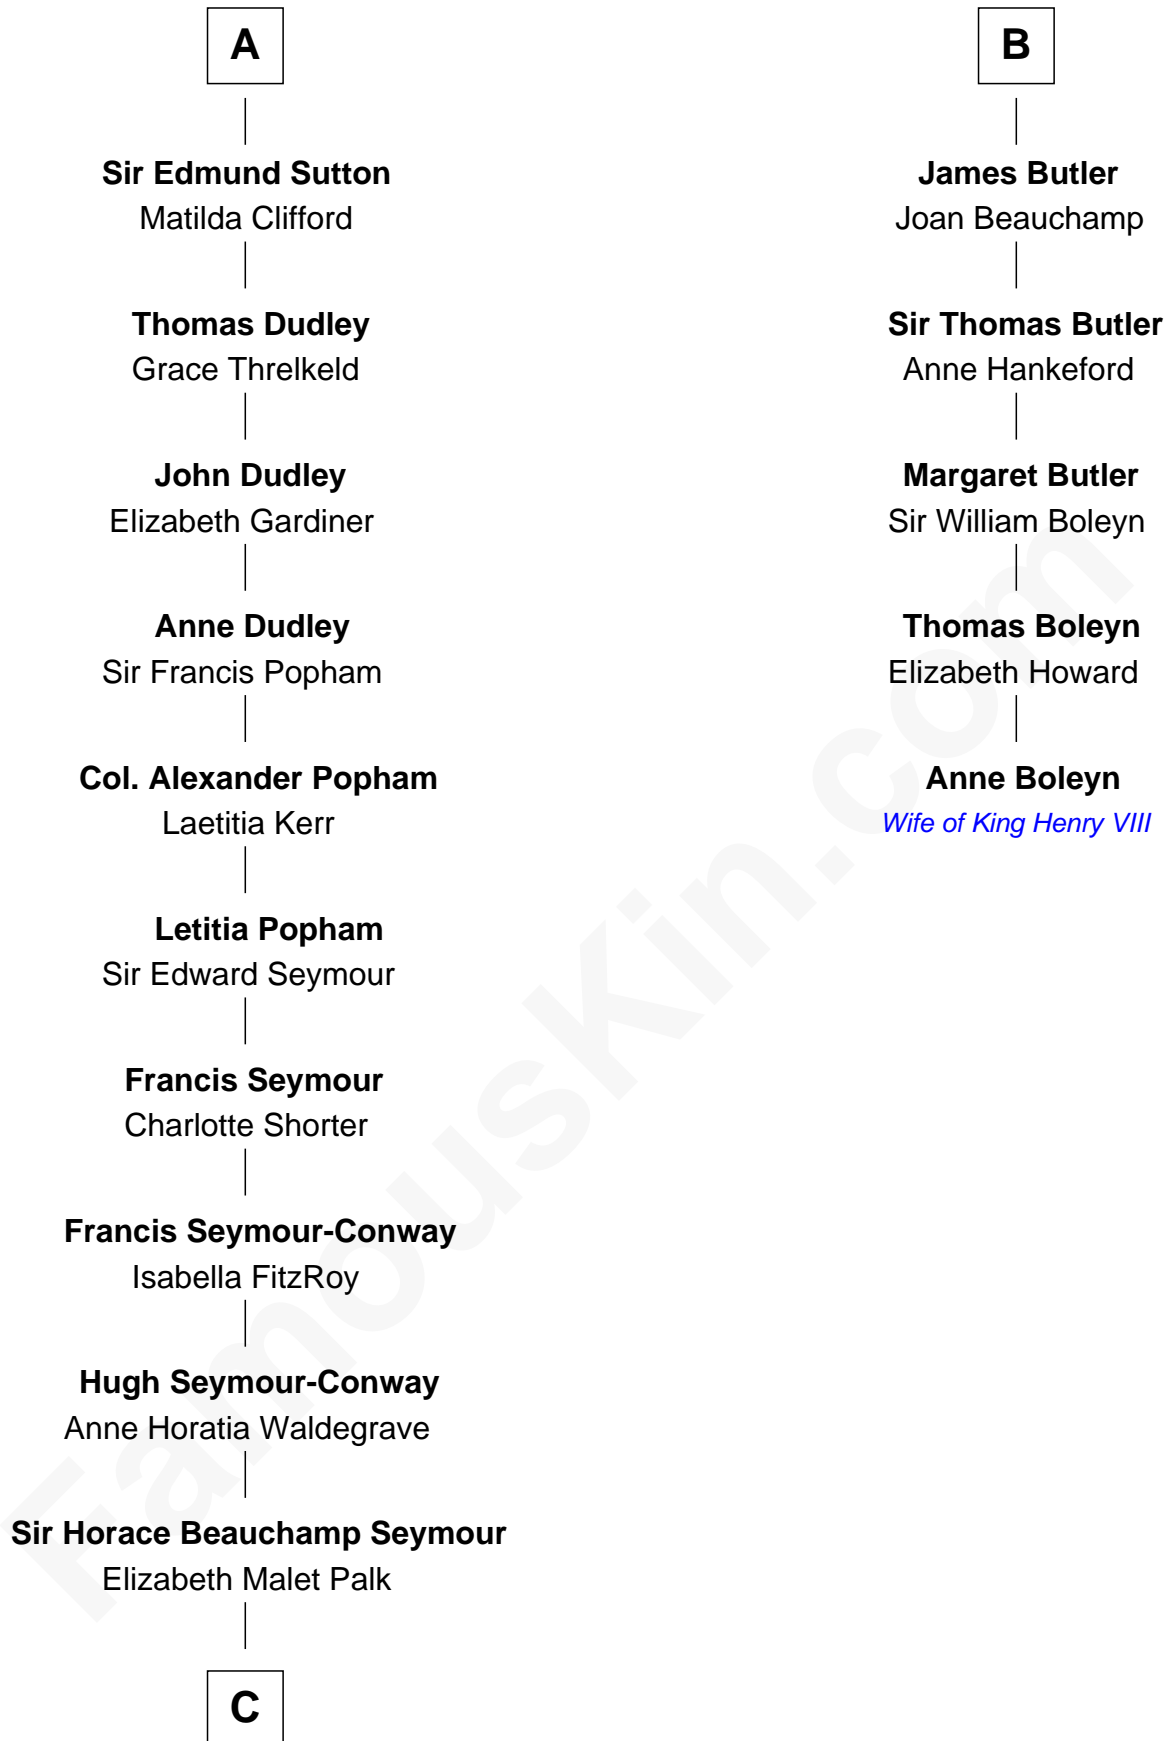 A
Sir Edmund Sutton
Matilda Clifford
Thomas Dudley
Grace Threlkeld
John Dudley
Elizabeth Gardiner
Anne Dudley
Sir Francis Popham
Col. Alexander Popham
Laetitia Kerr
Letitia Popham
Sir Edward Seymour
Francis Seymour
Charlotte Shorter
Francis Seymour-Conway
Isabella FitzRoy
Hugh Seymour-Conway
Anne Horatia Waldegrave
Sir Horace Beauchamp Seymour
Elizabeth Malet Palk
C
B
James Butler
Joan Beauchamp
Sir Thomas Butler
Anne Hankeford
Margaret Butler
Sir William Boleyn
Thomas Boleyn
Elizabeth Howard
Anne Boleyn
Wife of King Henry VIII
FamousKin.com